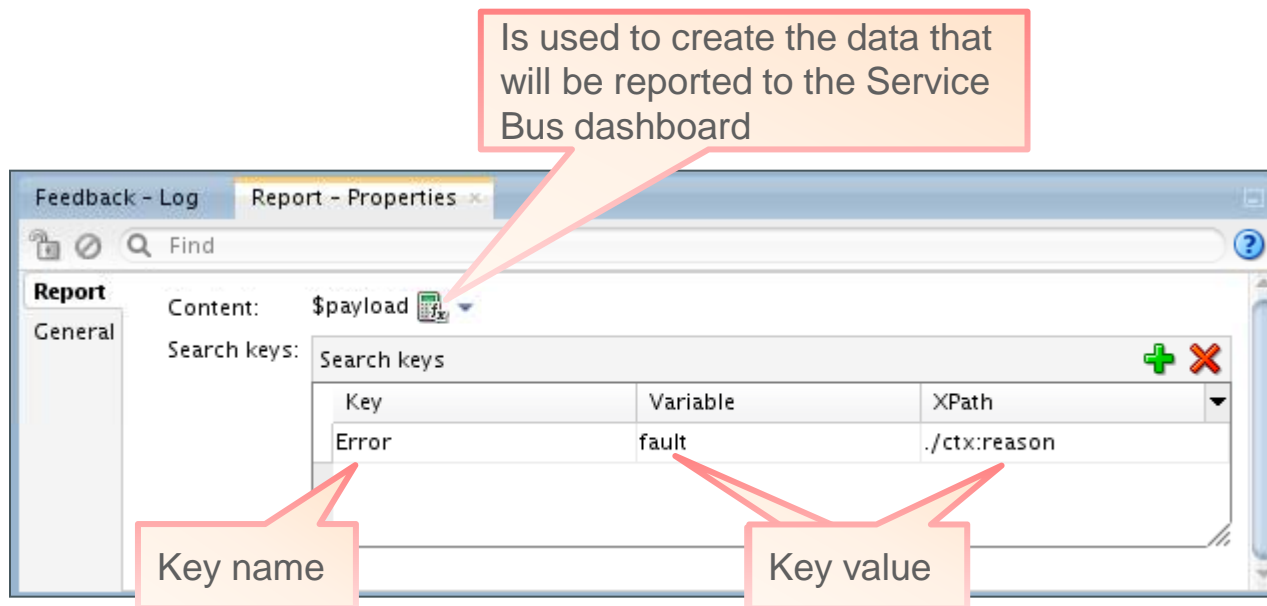 Is used to create the data that
will be reported to the Service
Bus dashboard
Feedback - Log Report - Properties
Find
Report
General
Content: $payload
Search keys: Search keys
Key Variable XPath
Error fault ./ctx:reason
Key name Key value